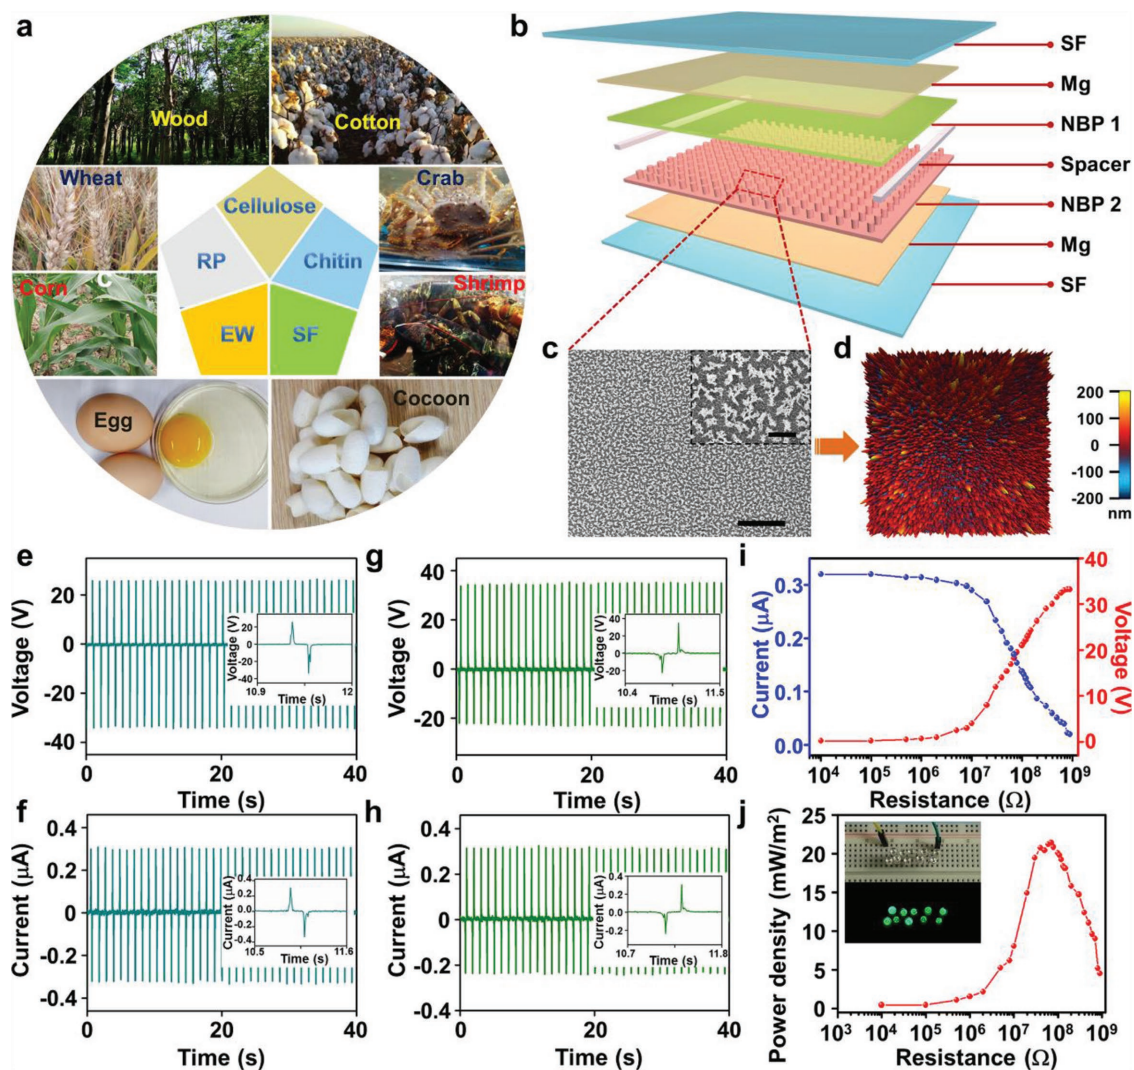 a
Wood
Cotton
Wheat
Crab
Cellulose
RP
Chitin
Corn
C
Shrimp
EW
SF
Egg
Cocoon
b
SF
Mg
NBP 1
Spacer
NBP 2
Mg
SF
c
d
200
100
0
-100
-200
nm
e
Voltage (V)
40
20
0
-20
-40
0
20
40
Time (s)
Voltage (V)
40
20
0
-20
-40
10.9
12
Time (s)
g
Voltage (V)
40
20
0
-20
0
20
40
Time (s)
Voltage (V)
40
20
0
-20
10.4
11.5
Time (s)
i
Current (μA)
0.3
0.2
0.1
0.0
Voltage (V)
40
30
20
10
0
10⁴
10⁵
10⁶
10⁷
10⁸
10⁹
Resistance (Ω)
f
Current (μA)
0.4
0.2
0
-0.2
-0.4
0
20
40
Time (s)
Current (μA)
0.4
0.2
0.0
-0.2
-0.4
10.5
11.6
Time (s)
h
Current (μA)
0.4
0.2
0.0
-0.2
-0.4
0
20
40
Time (s)
Current (μA)
0.4
0.2
0.0
-0.2
-0.4
10.7
11.8
Time (s)
j
Power density (mW/m²)
25
20
15
10
5
0
10³
10⁴
10⁵
10⁶
10⁷
10⁸
10⁹
Resistance (Ω)